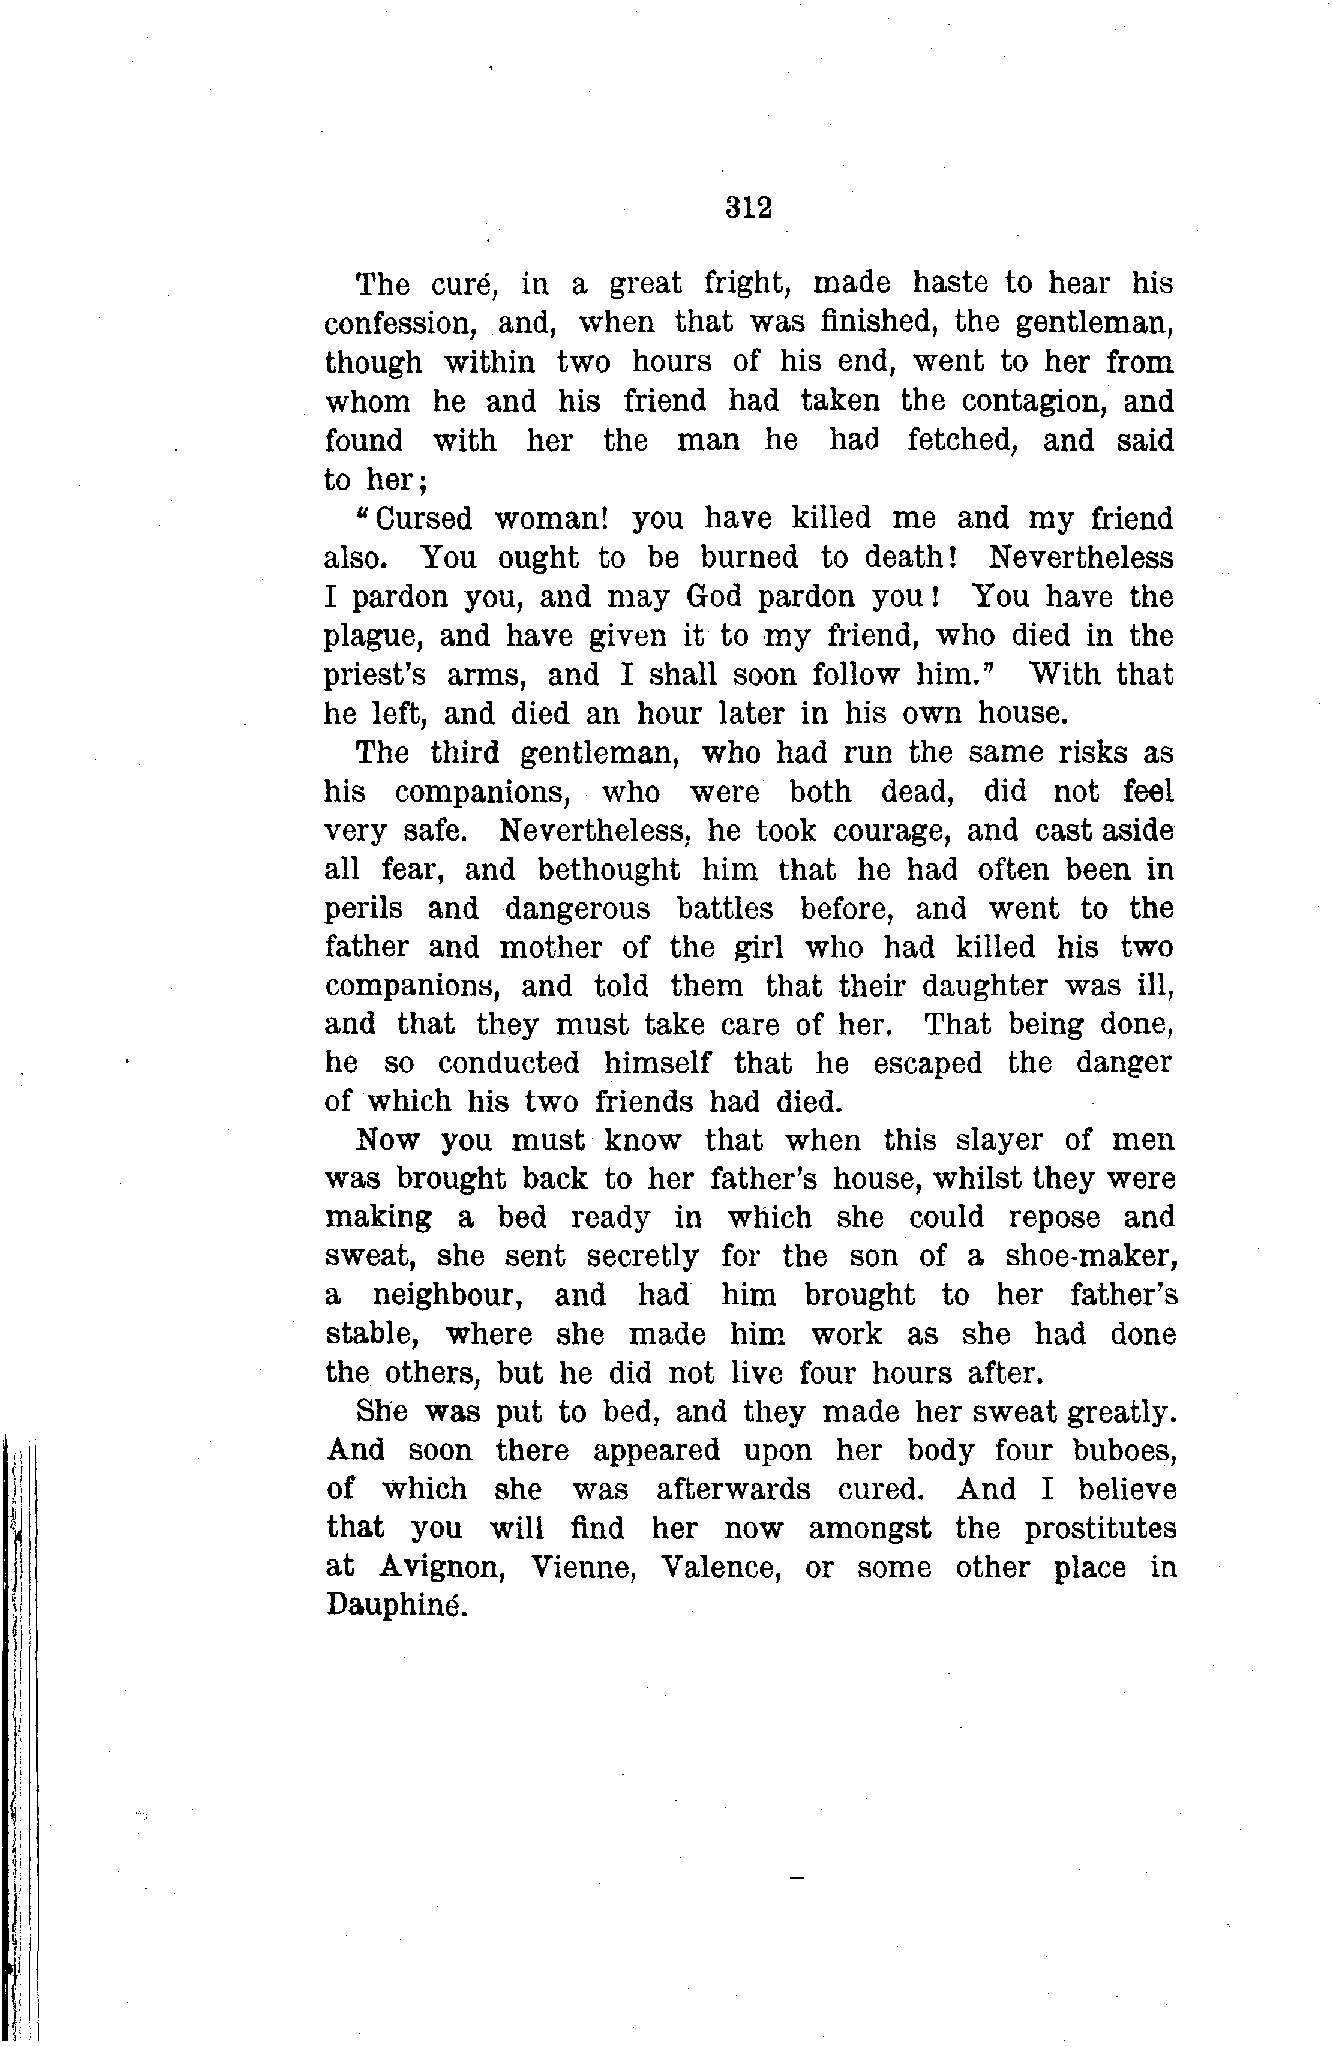 312
The curé, in a great fright, made haste to hear his
confession, and, when that was finished, the gentleman,
though within two hours of his end, went to her from
whom he and his friend had taken the contagion, and
found with her the man he had fetched, and said
to her;
"Cursed woman! you have killed me and my friend
also. You ought to be burned to death! Nevertheless
I pardon you, and may God pardon you! You have the
plague, and have given it to my friend, who died in the
priest's arms, and I shall soon follow him." With that
he left, and died an hour later in his own house.
The third gentleman, who had run the same risks as
his companions, who were both dead, did not feel
very safe. Nevertheless, he took courage, and cast aside
all fear, and bethought him that he had often been in
perils and dangerous battles before, and went to the
father and mother of the girl who had killed his two
companions, and told them that their daughter was ill,
and that they must take care of her. That being done,
he so conducted himself that he escaped the danger
of which his two friends had died.
Now you must know that when this slayer of men
was brought back to her father's house, whilst they were
making a bed ready in which she could repose and
sweat, she sent secretly for the son of a shoe-maker,
a neighbour, and had him brought to her father's
stable, where she made him work as she had done
the others, but he did not live four hours after.
She was put to bed, and they made her sweat greatly.
And soon there appeared upon her body four buboes,
of which she was afterwards cured. And I believe
that you will find her now amongst the prostitutes
at Avignon, Vienne, Valence, or some other place in
Dauphiné.